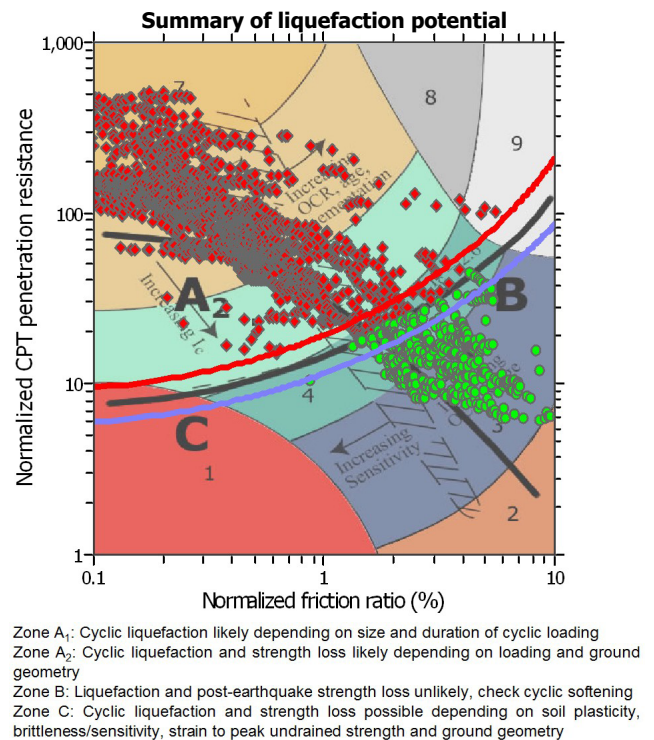 Summary of liquefaction potential
1,000
100
10
1
0.1
1
10
Normalized CPT penetration resistance
Normalized friction ratio (%)
7
8
9
Increasing
OCR, age,
cementation
A2
Increasing Ic
B
C
4
3
1
2
Increasing
Sensitivity
Zone A1: Cyclic liquefaction likely depending on size and duration of cyclic loading
Zone A2: Cyclic liquefaction and strength loss likely depending on loading and ground
geometry
Zone B: Liquefaction and post-earthquake strength loss unlikely, check cyclic softening
Zone C: Cyclic liquefaction and strength loss possible depending on soil plasticity,
brittleness/sensitivity, strain to peak undrained strength and ground geometry